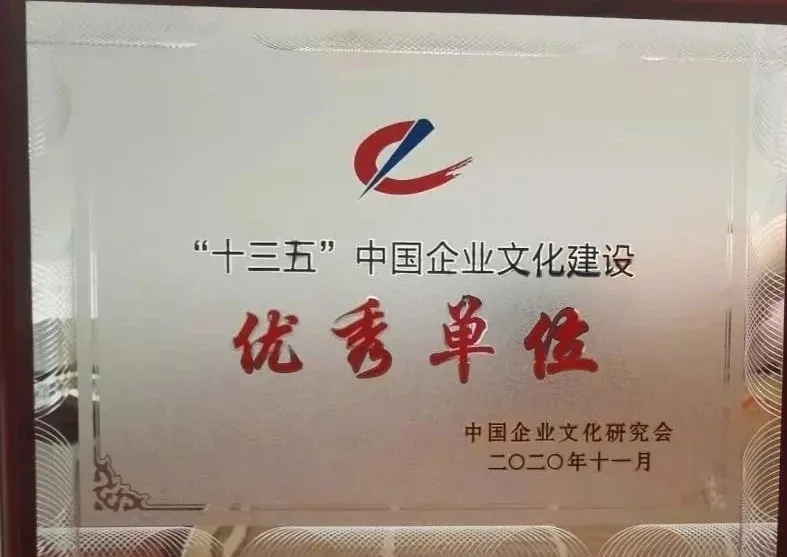 “十三五”中国企业文化建设
优秀单位
中国企业文化研究会
二〇二〇年十一月